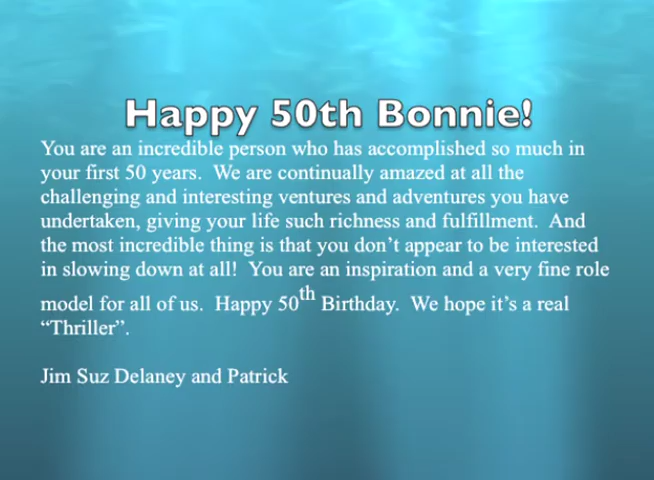 Happy 50th Bonnie!
You are an incredible person who has accomplished so much in
your first 50 years.  We are continually amazed at all the
challenging and interesting ventures and adventures you have
undertaken, giving your life such richness and fulfillment.  And
the most incredible thing is that you don’t appear to be interested
in slowing down at all!  You are an inspiration and a very fine role
model for all of us.  Happy 50th Birthday.  We hope it’s a real
“Thriller”.
Jim Suz Delaney and Patrick